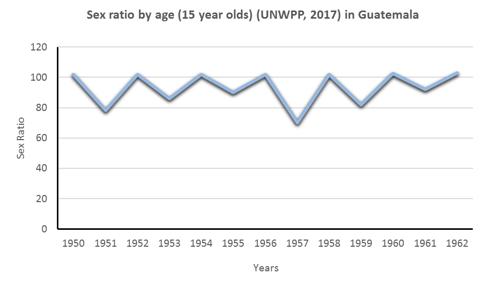 Sex ratio by age (15 year olds) (UNWPP, 2017) in Guatemala
120
100
80
60
40
20
0
Sex Ratio
1950 1951 1952 1953 1954 1955 1956 1957 1958 1959 1960 1961 1962
Years